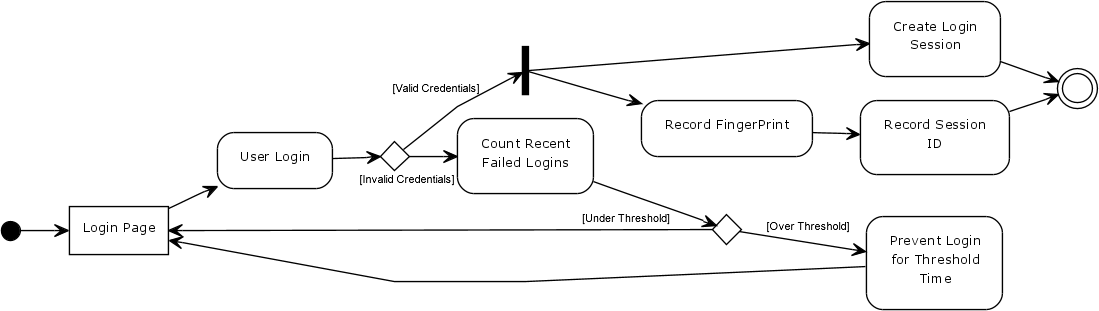 Create Login
Session
[Valid Credentials]
Record FingerPrint
Record Session
ID
User Login
Count Recent
Failed Logins
[Invalid Credentials]
Login Page
[Under Threshold]
[Over Threshold]
Prevent Login
for Threshold
Time